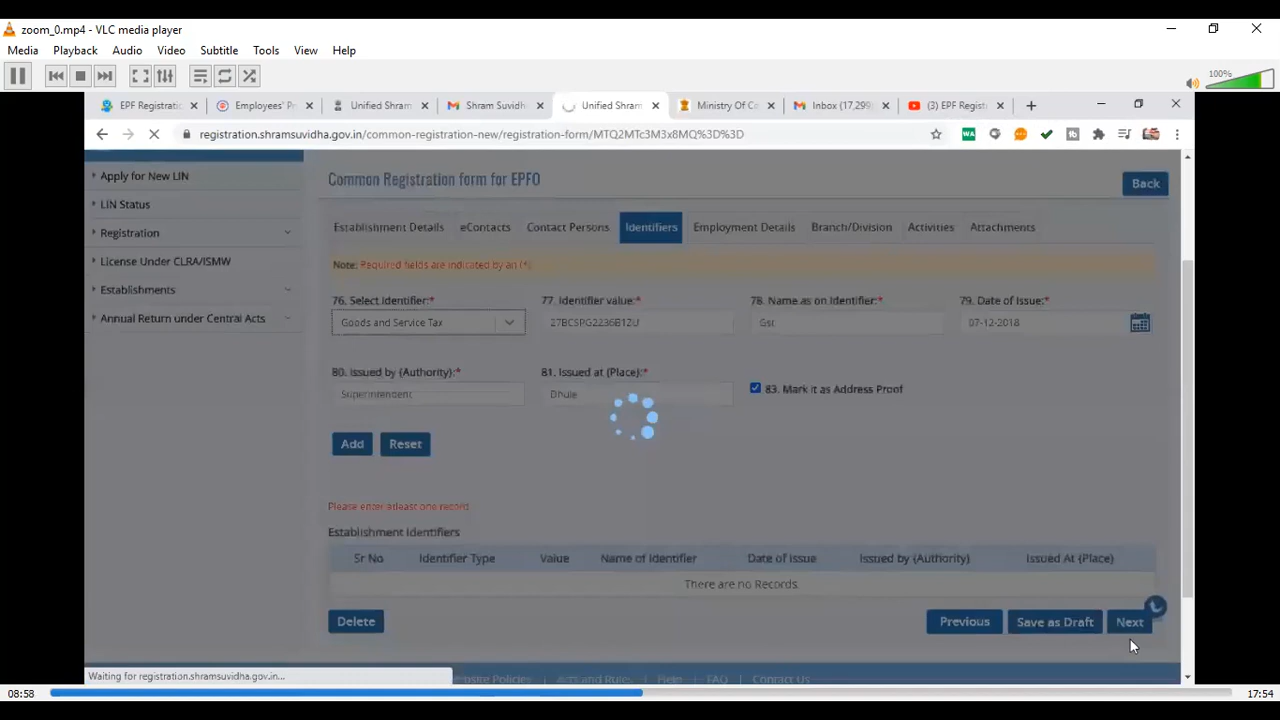 zoom_0.mp4 - VLC media player
Media Playback Audio Video Subtitle Tools View Help
100%
EPF Registratio Employees' Pr Unified Shram Shram Suvidh Unified Shram Ministry Of Co Inbox (17,299) (3) EPF Regist
registration.shramsuvidha.gov.in/common-registration-new/registration-form/MTQ2MTc3M3x8MQ%3D%3D
Apply for New LIN
LIN Status
Registration
License Under CLRA/ISMW
Establishments
Annual Return under Central Acts
Common Registration form for EPFO
Back
Establishment Details eContacts Contact Persons Identifiers Employment Details Branch/Division Activities Attachments
Note: Required fields are indicated by an (*)
76. Select Identifier:* 77. Identifier value:* 78. Name as on Identifier:* 79. Date of Issue:*
Goods and Service Tax 27BCSPG2236B1ZU Gst 07-12-2018
80. Issued by (Authority):* 81. Issued at (Place):* 83. Mark it as Address Proof
Superintendent Dhule
Add Reset
Please enter atleast one record
Establishment Identifiers
Sr No Identifier Type Value Name of Identifier Date of Issue Issued by (Authority) Issued At (Place)
There are no Records.
Delete Previous Save as Draft Next
Waiting for registration.shramsuvidha.gov.in...
Policies Acts and Rules Help FAQ Contact Us
08:58 17:54